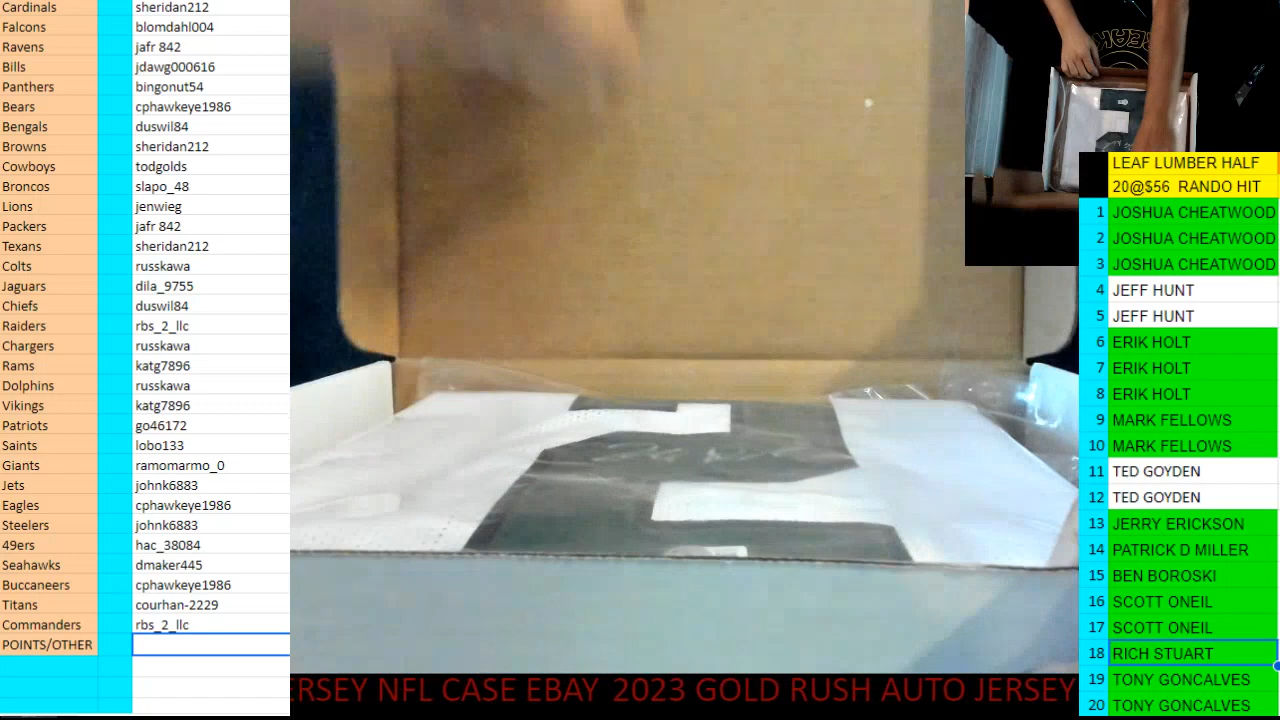 Cardinals sheridan212
Falcons blomdahl004
Ravens jafr 842
Bills jdawg000616
Panthers bingonut54
Bears cphawkeye1986
Bengals duswil84
Browns sheridan212
Cowboys todgolds
Broncos slapo_48
Lions jenwieg
Packers jafr 842
Texans sheridan212
Colts russkawa
Jaguars dila_9755
Chiefs duswil84
Raiders rbs_2_llc
Chargers russkawa
Rams katg7896
Dolphins russkawa
Vikings katg7896
Patriots go46172
Saints lobo133
Giants ramomarmo_0
Jets johnk6883
Eagles cphawkeye1986
Steelers johnk6883
49ers hac_38084
Seahawks dmaker445
Buccaneers cphawkeye1986
Titans courhan-2229
Commanders rbs_2_llc
POINTS/OTHER
LEAF LUMBER HALF
20@$56 RANDO HIT
1 JOSHUA CHEATWOOD
2 JOSHUA CHEATWOOD
3 JOSHUA CHEATWOOD
4 JEFF HUNT
5 JEFF HUNT
6 ERIK HOLT
7 ERIK HOLT
8 ERIK HOLT
9 MARK FELLOWS
10 MARK FELLOWS
11 TED GOYDEN
12 TED GOYDEN
13 JERRY ERICKSON
14 PATRICK D MILLER
15 BEN BOROSKI
16 SCOTT ONEIL
17 SCOTT ONEIL
18 RICH STUART
19 TONY GONCALVES
20 TONY GONCALVES
ERSEY NFL CASE EBAY 2023 GOLD RUSH AUTO JERSEY